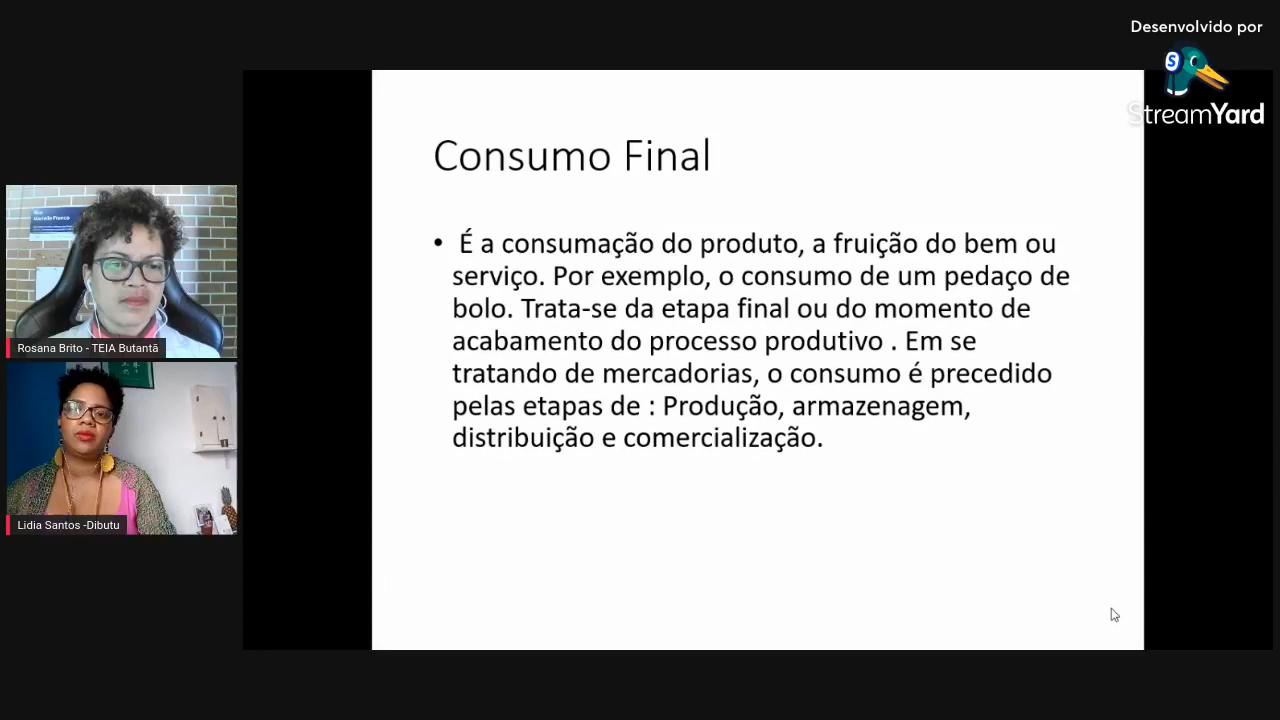 Desenvolvido por
StreamYard
Consumo Final
• É a consumação do produto, a fruição do bem ou
serviço. Por exemplo, o consumo de um pedaço de
bolo. Trata-se da etapa final ou do momento de
acabamento do processo produtivo . Em se
tratando de mercadorias, o consumo é precedido
pelas etapas de : Produção, armazenagem,
distribuição e comercialização.
Marielle Franco
Rosana Brito - TEIA Butantã
Lidia Santos -Dibutu